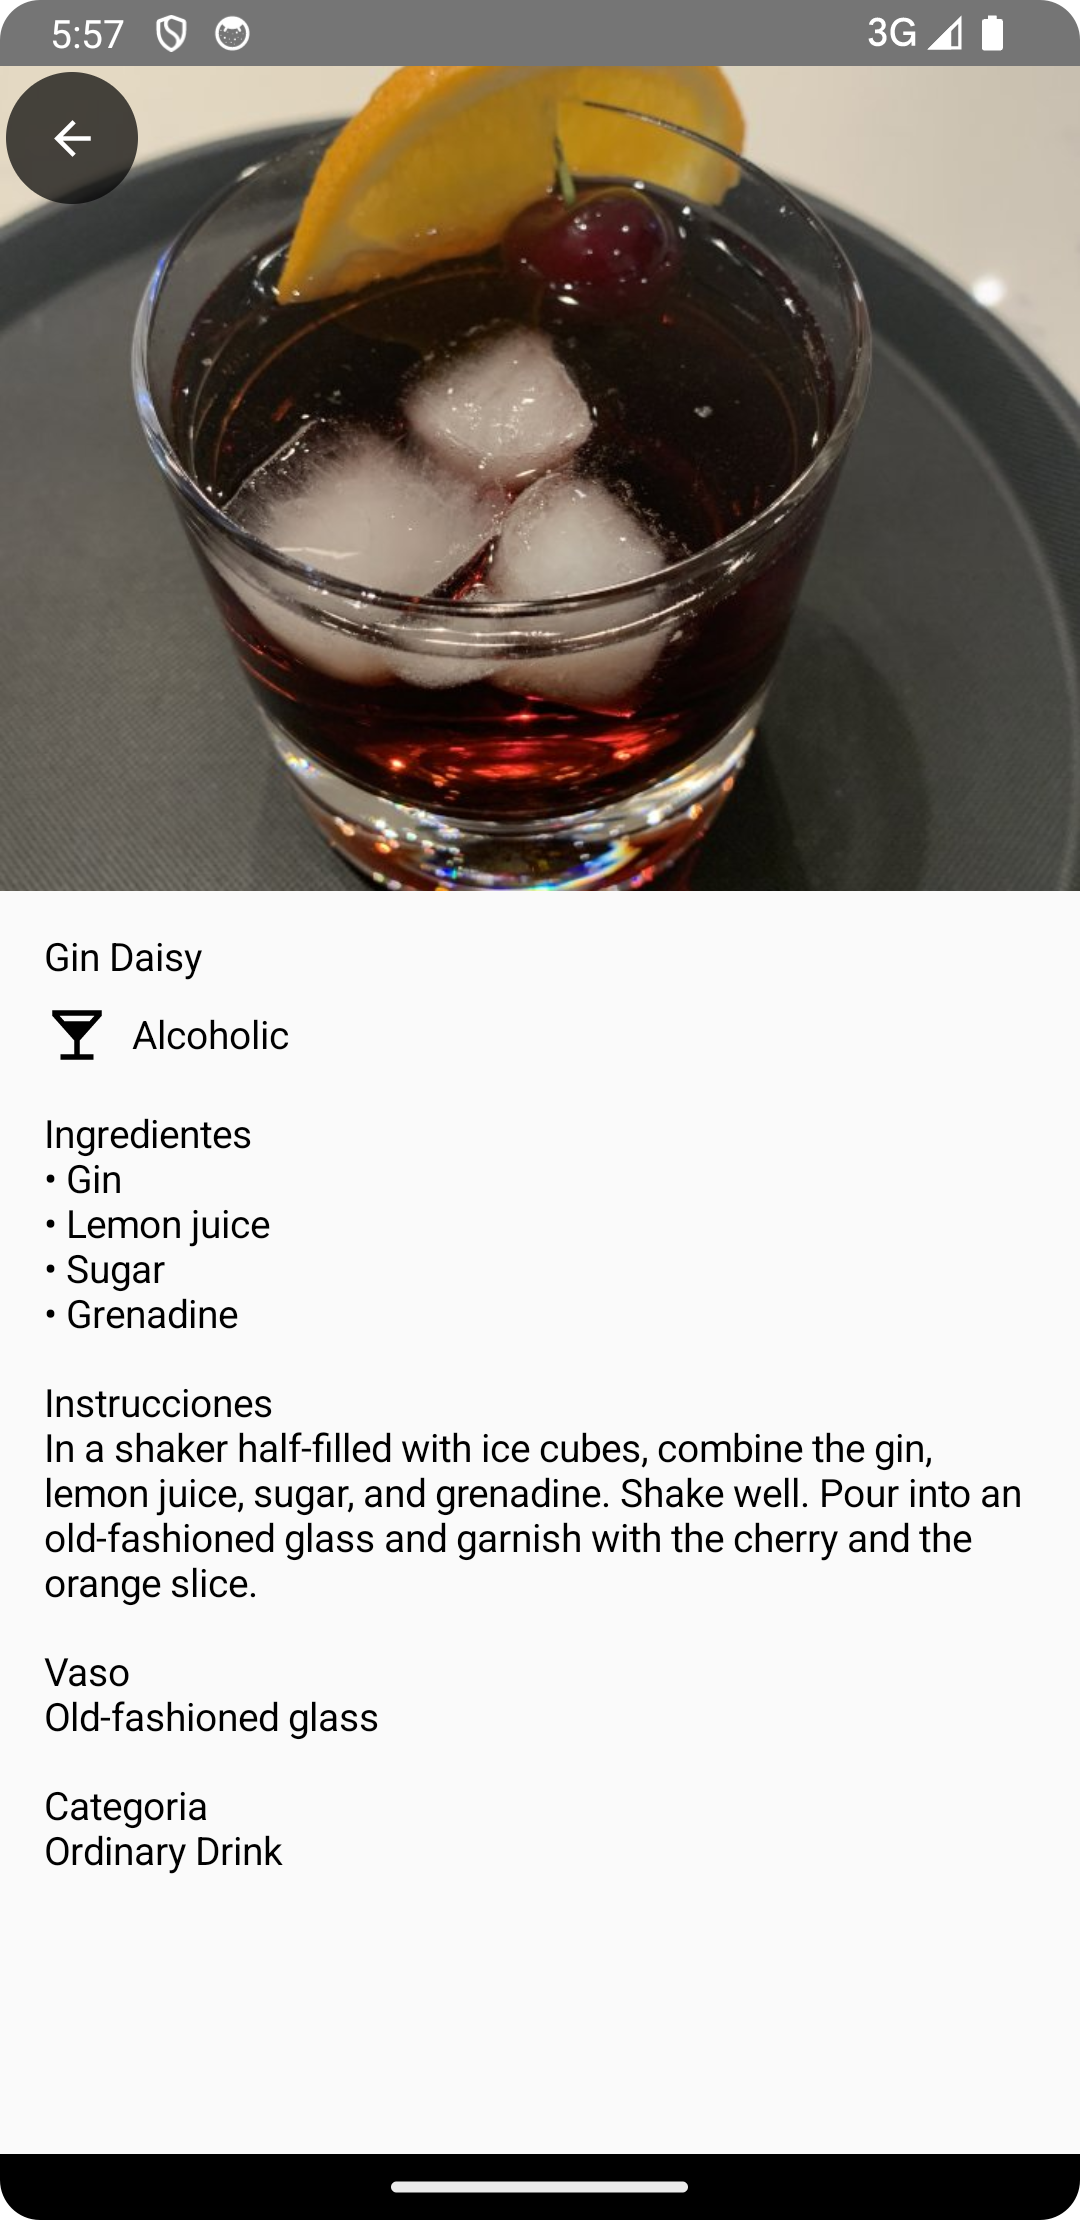 5:57
3G
Gin Daisy
Alcoholic
Ingredientes
• Gin
• Lemon juice
• Sugar
• Grenadine
Instrucciones
In a shaker half-filled with ice cubes, combine the gin,
lemon juice, sugar, and grenadine. Shake well. Pour into an
old-fashioned glass and garnish with the cherry and the
orange slice.
Vaso
Old-fashioned glass
Categoria
Ordinary Drink